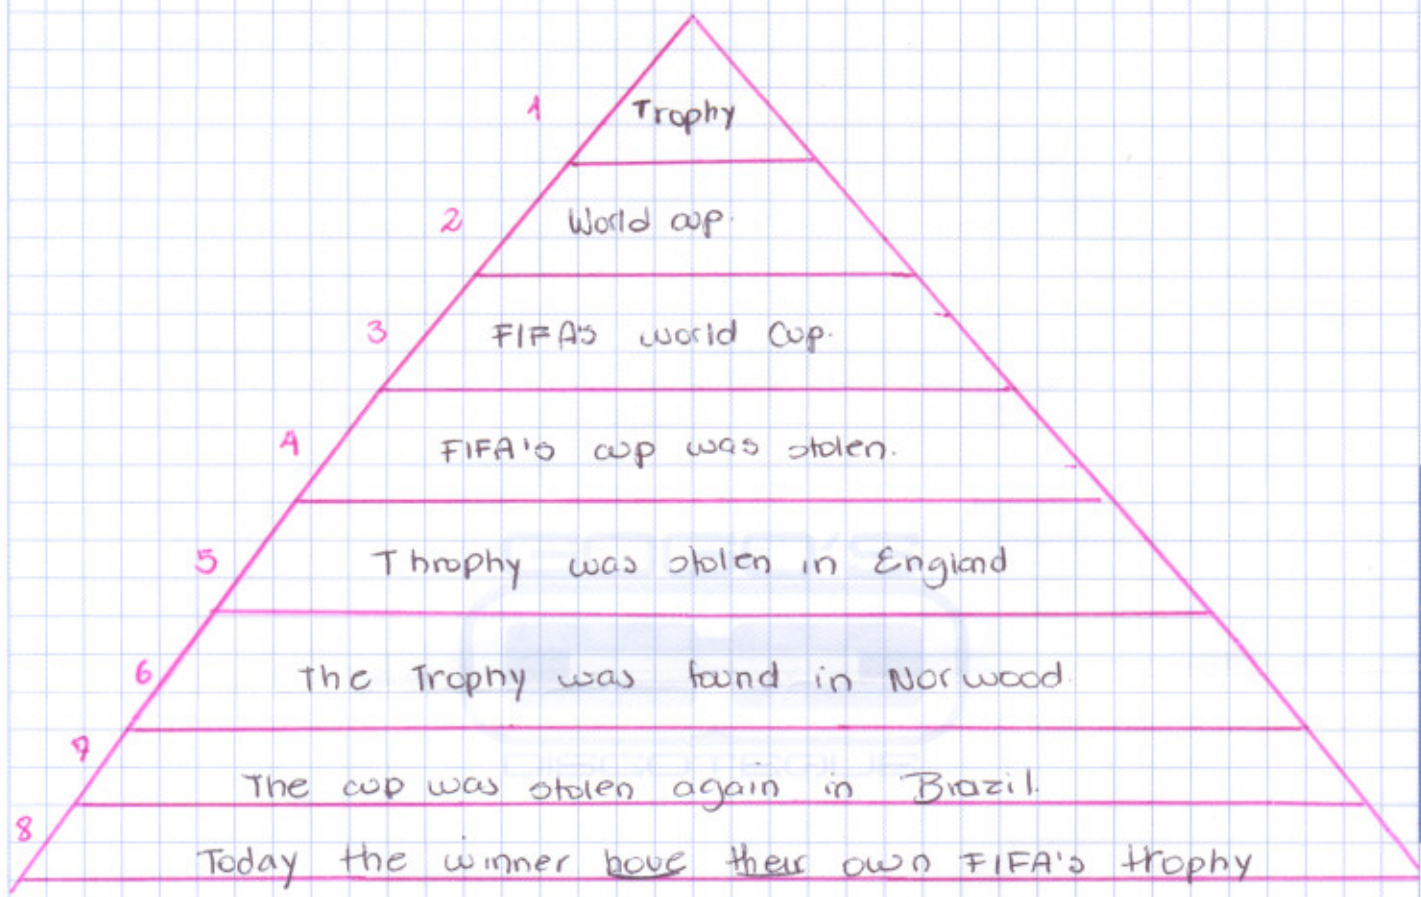 1 Trophy
2 World cup.
3 FIFA's world Cup.
4 FIFA's cup was stolen.
5 Throphy was stolen in England
6 The Trophy was found in Norwood.
7 The cup was stolen again in Brazil.
8 Today the winner have their own FIFA's trophy